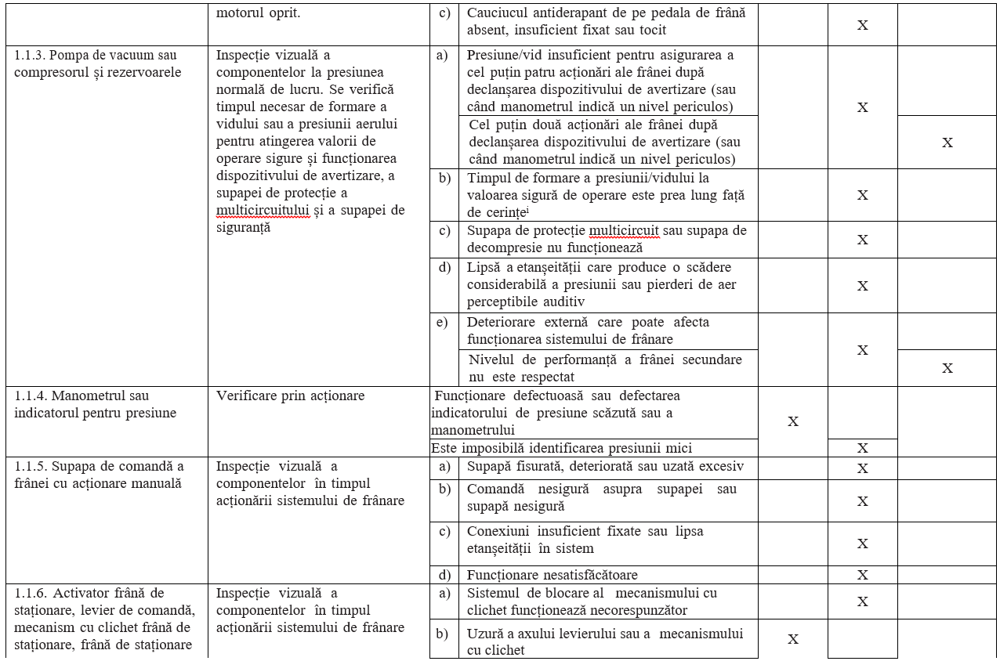 motorul oprit.
c) Cauciucul antiderapant de pe pedala de frână
absent, insuficient fixat sau tocit
X
1.1.3. Pompa de vacuum sau
compresorul și rezervoarele
Inspecție vizuală a
componentelor la presiunea
normală de lucru. Se verifică
timpul necesar de formare a
vidului sau a presiunii aerului
pentru atingerea valorii de
operare sigure și funcționarea
dispozitivului de avertizare, a
supapei de protecție a
multicircuitului și a supapei de
siguranță
a) Presiune/vid insuficient pentru asigurarea a
cel puțin patru acționări ale frânei după
declanșarea dispozitivului de avertizare (sau
când manometrul indică un nivel periculos)
X
Cel puțin două acționări ale frânei după
declanșarea dispozitivului de avertizare (sau
când manometrul indică un nivel periculos)
X
b) Timpul de formare a presiunii/vidului la
valoarea sigură de operare este prea lung față
de cerințeⁱ
X
c) Supapa de protecție multicircuit sau supapa de
decompresie nu funcționează
X
d) Lipsă a etanșeității care produce o scădere
considerabilă a presiunii sau pierderi de aer
perceptibile auditiv
X
e) Deteriorare externă care poate afecta
funcționarea sistemului de frânare
X
Nivelul de performanță a frânei secundare
nu este respectat
X
1.1.4. Manometrul sau
indicatorul pentru presiune
Verificare prin acționare
Funcționare defectuoasă sau defectarea
indicatorului de presiune scăzută sau a
manometrului
X
Este imposibilă identificarea presiunii mici
X
1.1.5. Supapa de comandă a
frânei cu acționare manuală
Inspecție vizuală a
componentelor în timpul
acționării sistemului de frânare
a) Supapă fisurată, deteriorată sau uzată excesiv
X
b) Comandă nesigură asupra supapei sau
supapă nesigură
X
c) Conexiuni insuficient fixate sau lipsa
etanșeității în sistem
X
d) Funcționare nesatisfăcătoare
X
1.1.6. Activator frână de
staționare, levier de comandă,
mecanism cu clichet frână de
staționare, frână de staționare
Inspecție vizuală a
componentelor în timpul
acționării sistemului de frânare
a) Sistemul de blocare al mecanismului cu
clichet funcționează necorespunzător
X
b) Uzură a axului levierului sau a mecanismului
cu clichet
X